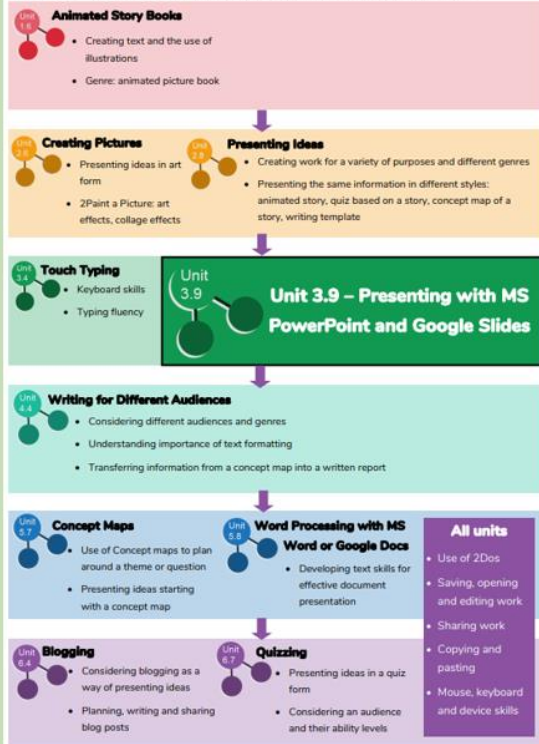 Unit
1.6
Animated Story Books
• Creating text and the use of
illustrations
• Genre: animated picture book
Unit
2.6
Creating Pictures
• Presenting ideas in art
form
• 2Paint a Picture: art
effects, collage effects
Unit
2.8
Presenting Ideas
• Creating work for a variety of purposes and different genres
• Presenting the same information in different styles:
animated story, quiz based on a story, concept map of a
story, writing template
Unit
3.4
Touch Typing
• Keyboard skills
• Typing fluency
Unit
3.9
Unit 3.9 – Presenting with MS
PowerPoint and Google Slides
Unit
4.4
Writing for Different Audiences
• Considering different audiences and genres
• Understanding importance of text formatting
• Transferring information from a concept map into a written report
Unit
5.7
Concept Maps
• Use of Concept maps to plan
around a theme or question
• Presenting ideas starting
with a concept map
Unit
5.8
Word Processing with MS
Word or Google Docs
• Developing text skills for
effective document
presentation
All units
• Use of 2Dos
• Saving, opening
and editing work
• Sharing work
• Copying and
pasting
• Mouse, keyboard
and device skills
Unit
6.4
Blogging
• Considering blogging as a
way of presenting ideas
• Planning, writing and sharing
blog posts
Unit
6.7
Quizzing
• Presenting ideas in a quiz
form
• Considering an audience
and their ability levels